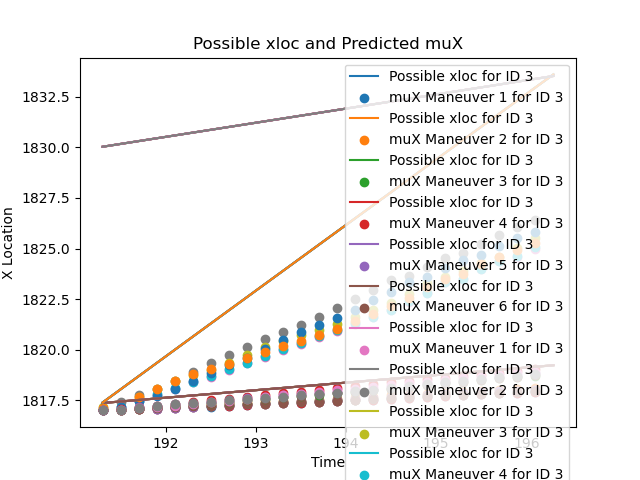 Possible xloc and Predicted muX
X Location
1832.5
1830.0
1827.5
1825.0
1822.5
1820.0
1817.5
192
193
194
195
196
Time
Possible xloc for ID 3
muX Maneuver 1 for ID 3
Possible xloc for ID 3
muX Maneuver 2 for ID 3
Possible xloc for ID 3
muX Maneuver 3 for ID 3
Possible xloc for ID 3
muX Maneuver 4 for ID 3
Possible xloc for ID 3
muX Maneuver 5 for ID 3
Possible xloc for ID 3
muX Maneuver 6 for ID 3
Possible xloc for ID 3
muX Maneuver 1 for ID 3
Possible xloc for ID 3
muX Maneuver 2 for ID 3
Possible xloc for ID 3
muX Maneuver 3 for ID 3
Possible xloc for ID 3
muX Maneuver 4 for ID 3